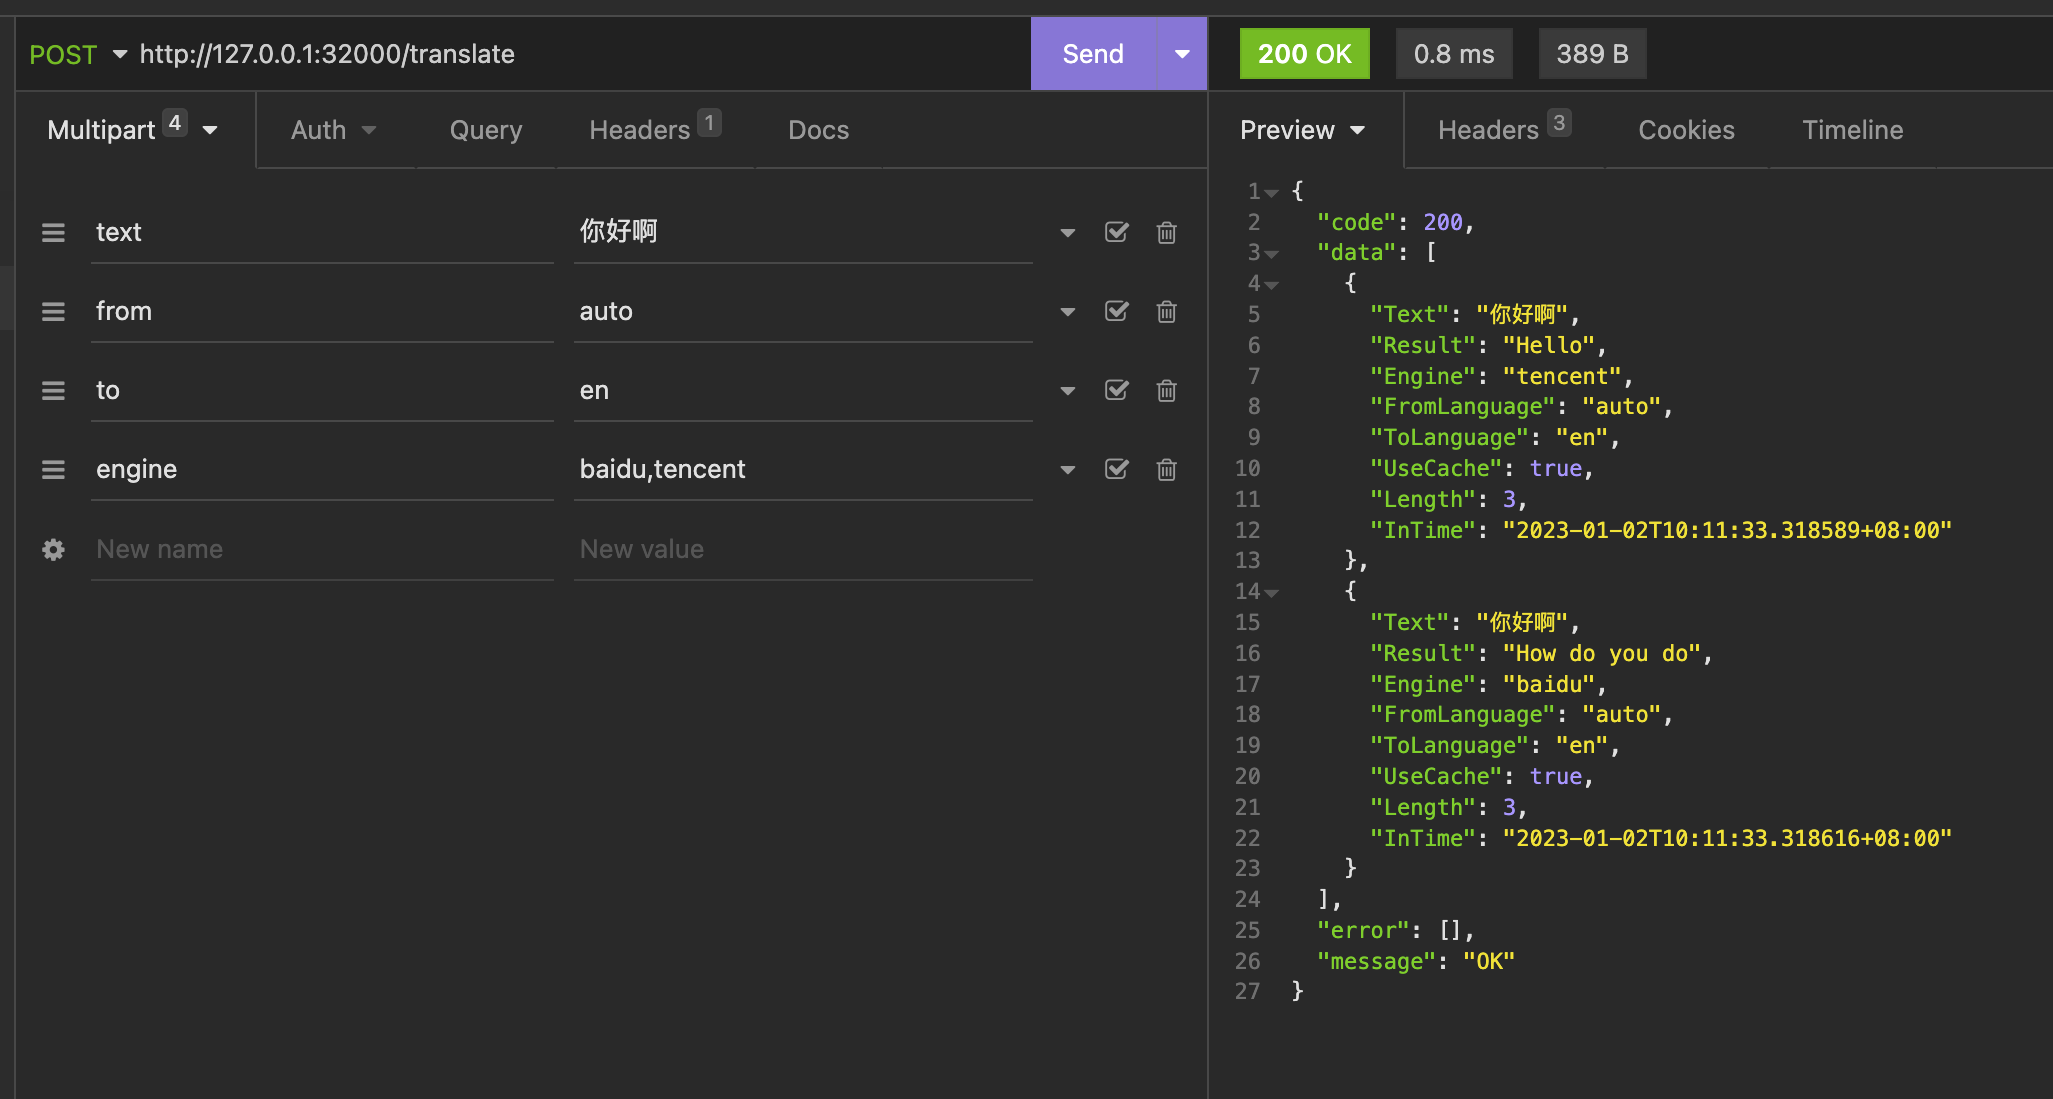 POST http://127.0.0.1:32000/translate Send
200 OK 0.8 ms 389 B
Multipart 4 Auth Query Headers 1 Docs
text 你好啊
from auto
to en
engine baidu,tencent
New name New value
Preview Headers 3 Cookies Timeline
1 {
2 "code": 200,
3 "data": [
4 {
5 "Text": "你好啊",
6 "Result": "Hello",
7 "Engine": "tencent",
8 "FromLanguage": "auto",
9 "ToLanguage": "en",
10 "UseCache": true,
11 "Length": 3,
12 "InTime": "2023-01-02T10:11:33.318589+08:00"
13 },
14 {
15 "Text": "你好啊",
16 "Result": "How do you do",
17 "Engine": "baidu",
18 "FromLanguage": "auto",
19 "ToLanguage": "en",
20 "UseCache": true,
21 "Length": 3,
22 "InTime": "2023-01-02T10:11:33.318616+08:00"
23 }
24 ],
25 "error": [],
26 "message": "OK"
27 }